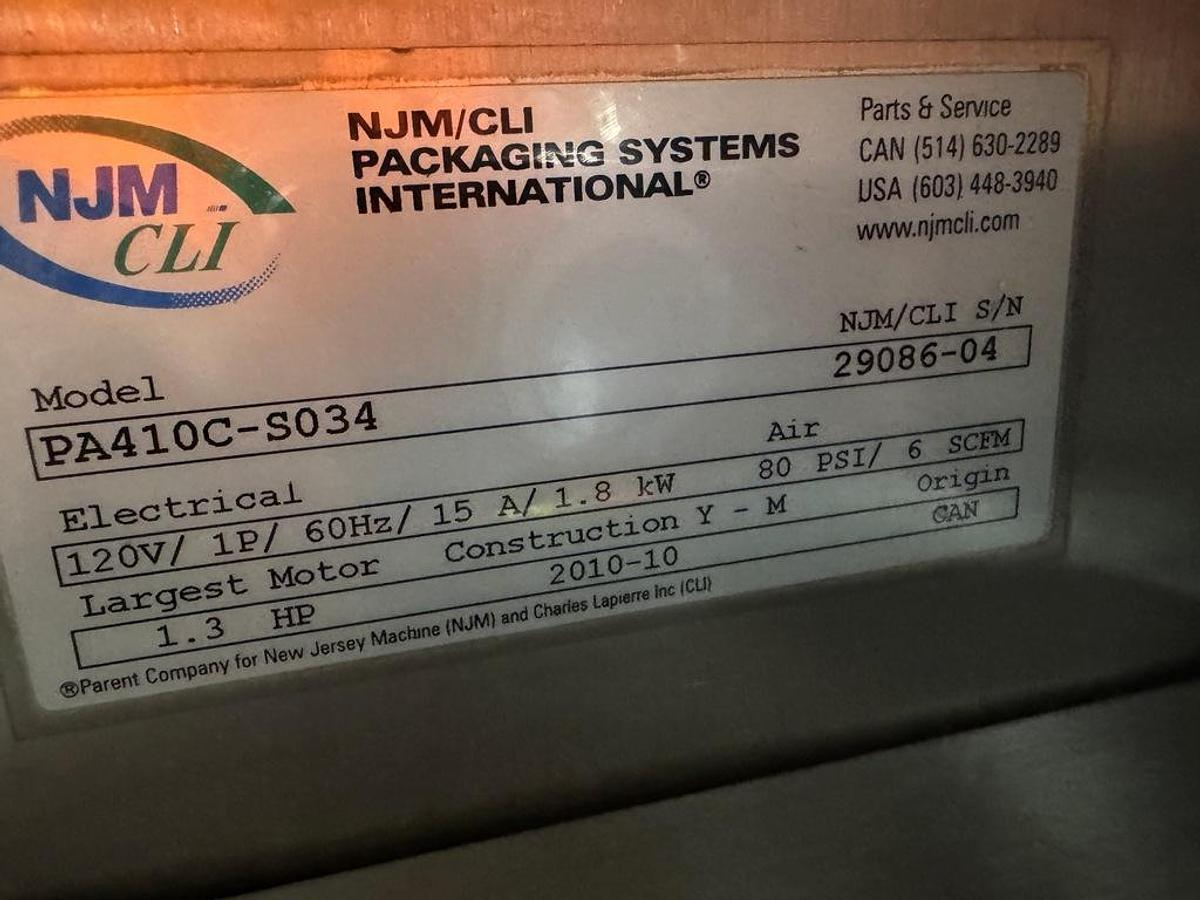 NJM
CLI
NJM/CLI
PACKAGING SYSTEMS
INTERNATIONAL®
Parts & Service
CAN (514) 630-2289
USA (603) 448-3940
www.njmcli.com
NJM/CLI S/N
29086-04
Model
PA410C-S034
Electrical
Air
120V/ 1P/ 60Hz/ 15 A/ 1.8 kW
80 PSI/ 6 SCFM
Largest Motor
Construction Y - M
Origin
1.3 HP
2010-10
CAN
®Parent Company for New Jersey Machine (NJM) and Charles Lapierre Inc (CLI)